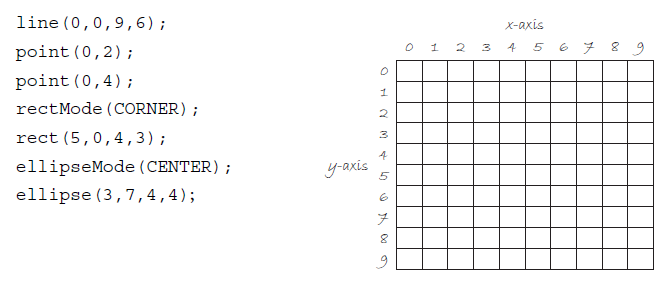 line(0,0,9,6);
point(0,2);
point(0,4);
rectMode(CORNER);
rect(5,0,4,3);
ellipseMode(CENTER);
ellipse(3,7,4,4);
x-axis
0 1 2 3 4 5 6 7 8 9
y-axis
0
1
2
3
4
5
6
7
8
9